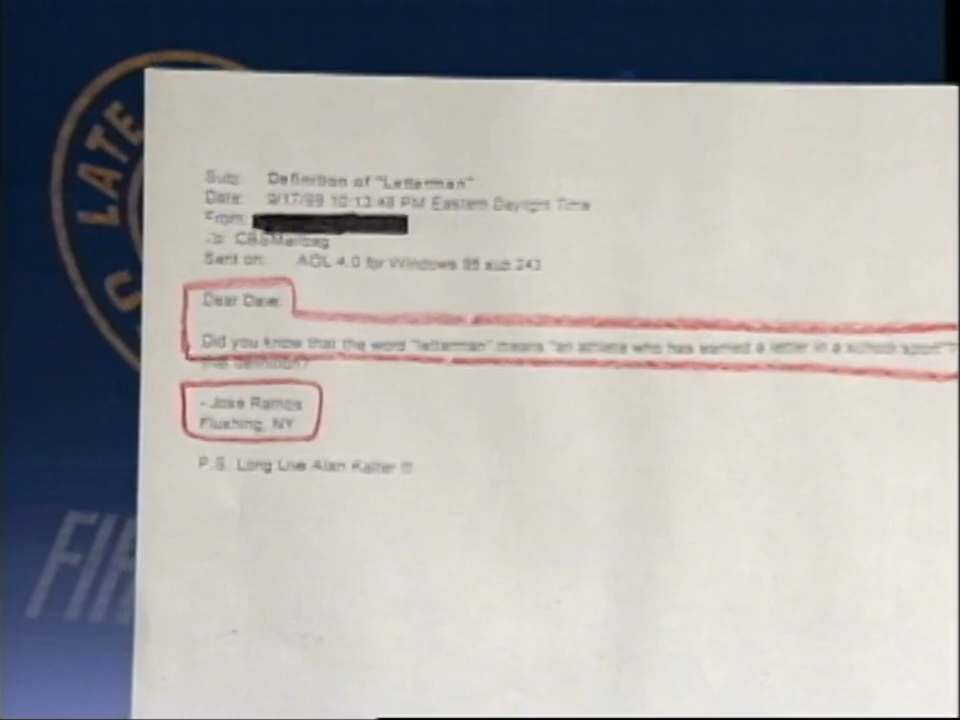 LATE
Subj: Definition of "Letterman"
Date: 9/17/99 10:13:48 PM Eastern Daylight Time
From:
To: CBSMailbag
Sent on: AOL 4.0 for Windows 95 sub 243
Dear Dave:
Did you know that the word "letterman" means "an athlete who has earned a letter in a school sport"
this definition?
- Jose Ramos
Flushing, NY
P.S. Long Live Alan Kalter !!!